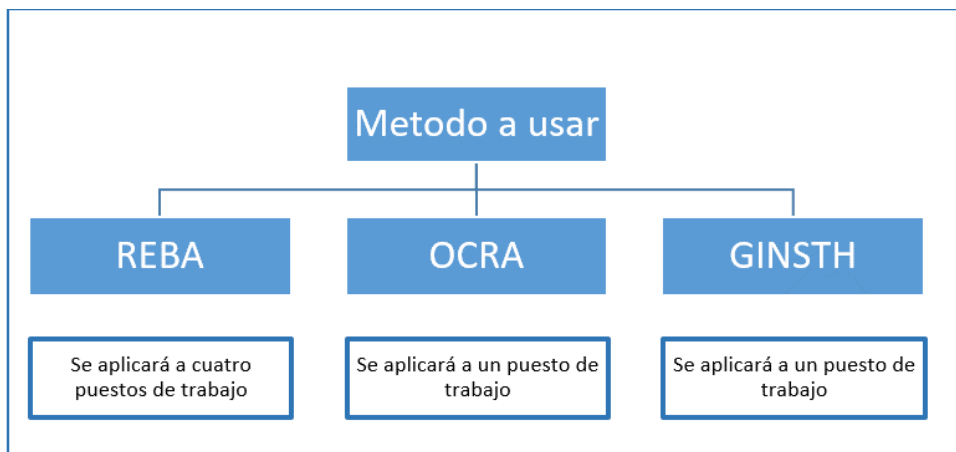 Metodo a usar
REBA
OCRA
GINSTH
Se aplicará a cuatro
puestos de trabajo
Se aplicará a un puesto de
trabajo
Se aplicará a un puesto de
trabajo